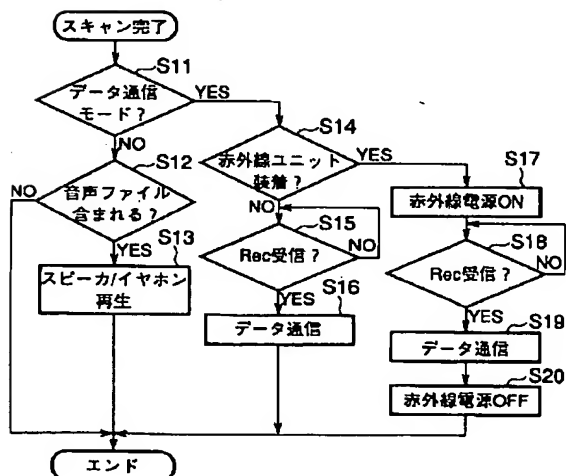 スキャン完了
S11
データ通信
モード?
YES
NO
S12
音声ファイル
含まれる?
NO
YES
S13
スピーカ/イヤホン
再生
S14
赤外線ユニット
装着?
YES
NO
S15
Rec受信?
NO
YES
S16
データ通信
S17
赤外線電源ON
S18
Rec受信?
NO
YES
S19
データ通信
S20
赤外線電源OFF
エンド